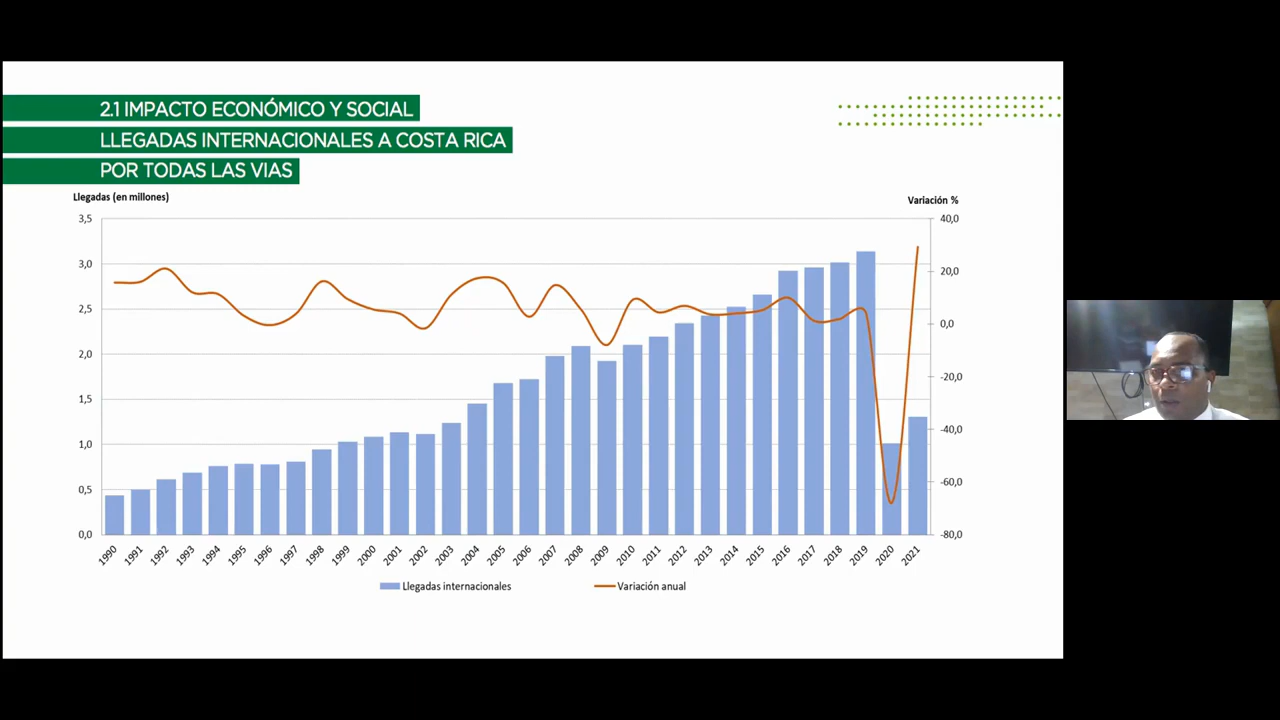 2.1 IMPACTO ECONÓMICO Y SOCIAL
LLEGADAS INTERNACIONALES A COSTA RICA
POR TODAS LAS VIAS
Llegadas (en millones)
Variación %
3,5
3,0
2,5
2,0
1,5
1,0
0,5
0,0
40,0
20,0
0,0
-20,0
-40,0
-60,0
-80,0
1990 1991 1992 1993 1994 1995 1996 1997 1998 1999 2000 2001 2002 2003 2004 2005 2006 2007 2008 2009 2010 2011 2012 2013 2014 2015 2016 2017 2018 2019 2020 2021
Llegadas internacionales
Variación anual